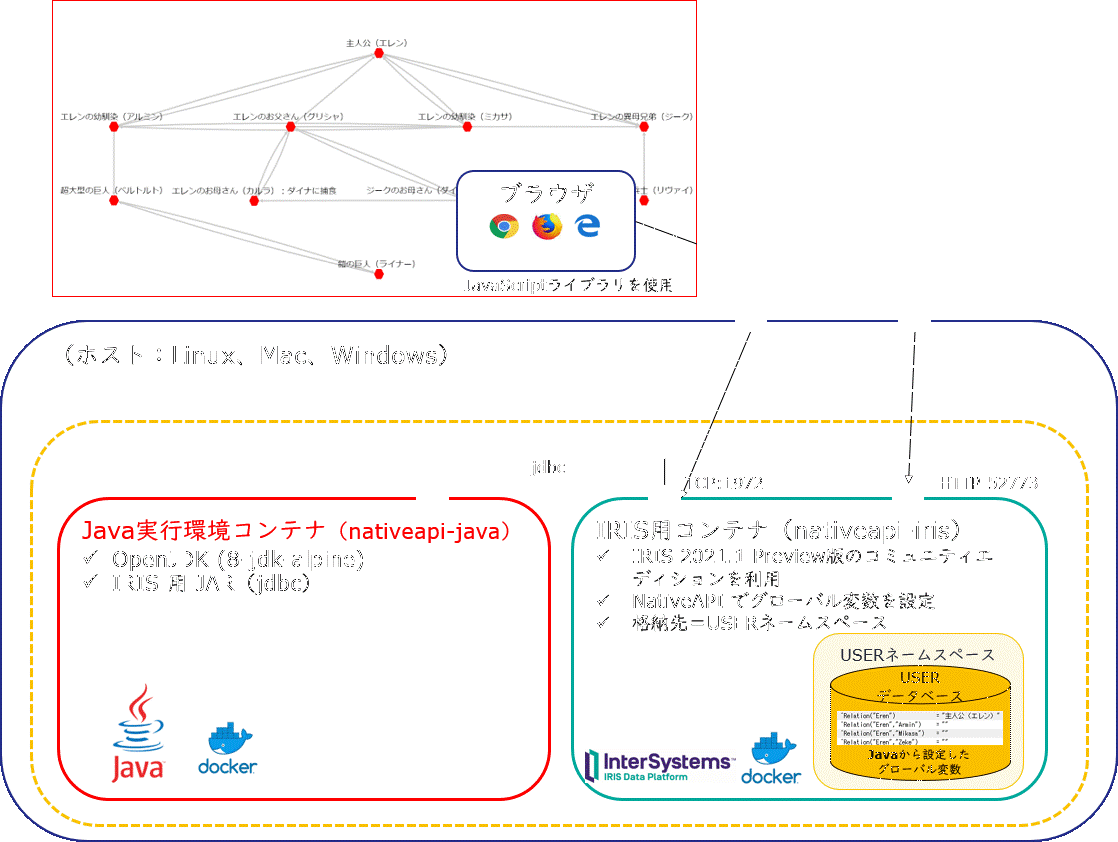 主人公（エレン）
エレンの幼馴染（アルミン）
エレンのお父さん（グリシャ）
エレンの幼馴染（ミカサ）
エレンの異母兄弟（ジーク）
超大型の巨人（ベルトルト）
エレンのお母さん（カルラ）：ダイナに捕食
ジークのお母さん（ダイ
士（リヴァイ）
鎧の巨人（ライナー）
ブラウザ
JavaScriptライブラリを使用
（ホスト：Linux、Mac、Windows）
jdbc
TCP:1972
HTTP:52773
Java実行環境コンテナ（nativeapi-java）
✓ OpenJDK (8-jdk-alpine)
✓ IRIS 用 JAR（jdbc）
Java
docker
IRIS用コンテナ（nativeapi-iris）
✓ IRIS 2021.1 Preview版のコミュニティエ
ディションを利用
✓ NativeAPI でグローバル変数を設定
✓ 格納先＝USERネームスペース
InterSystems™
IRIS Data Platform
docker
USERネームスペース
USER
データベース
^Relation("Eren") = "主人公（エレン）"
^Relation("Eren","Armin") = ""
^Relation("Eren","Mikasa") = ""
^Relation("Eren","Zeke") = ""
Javaから設定した
グローバル変数